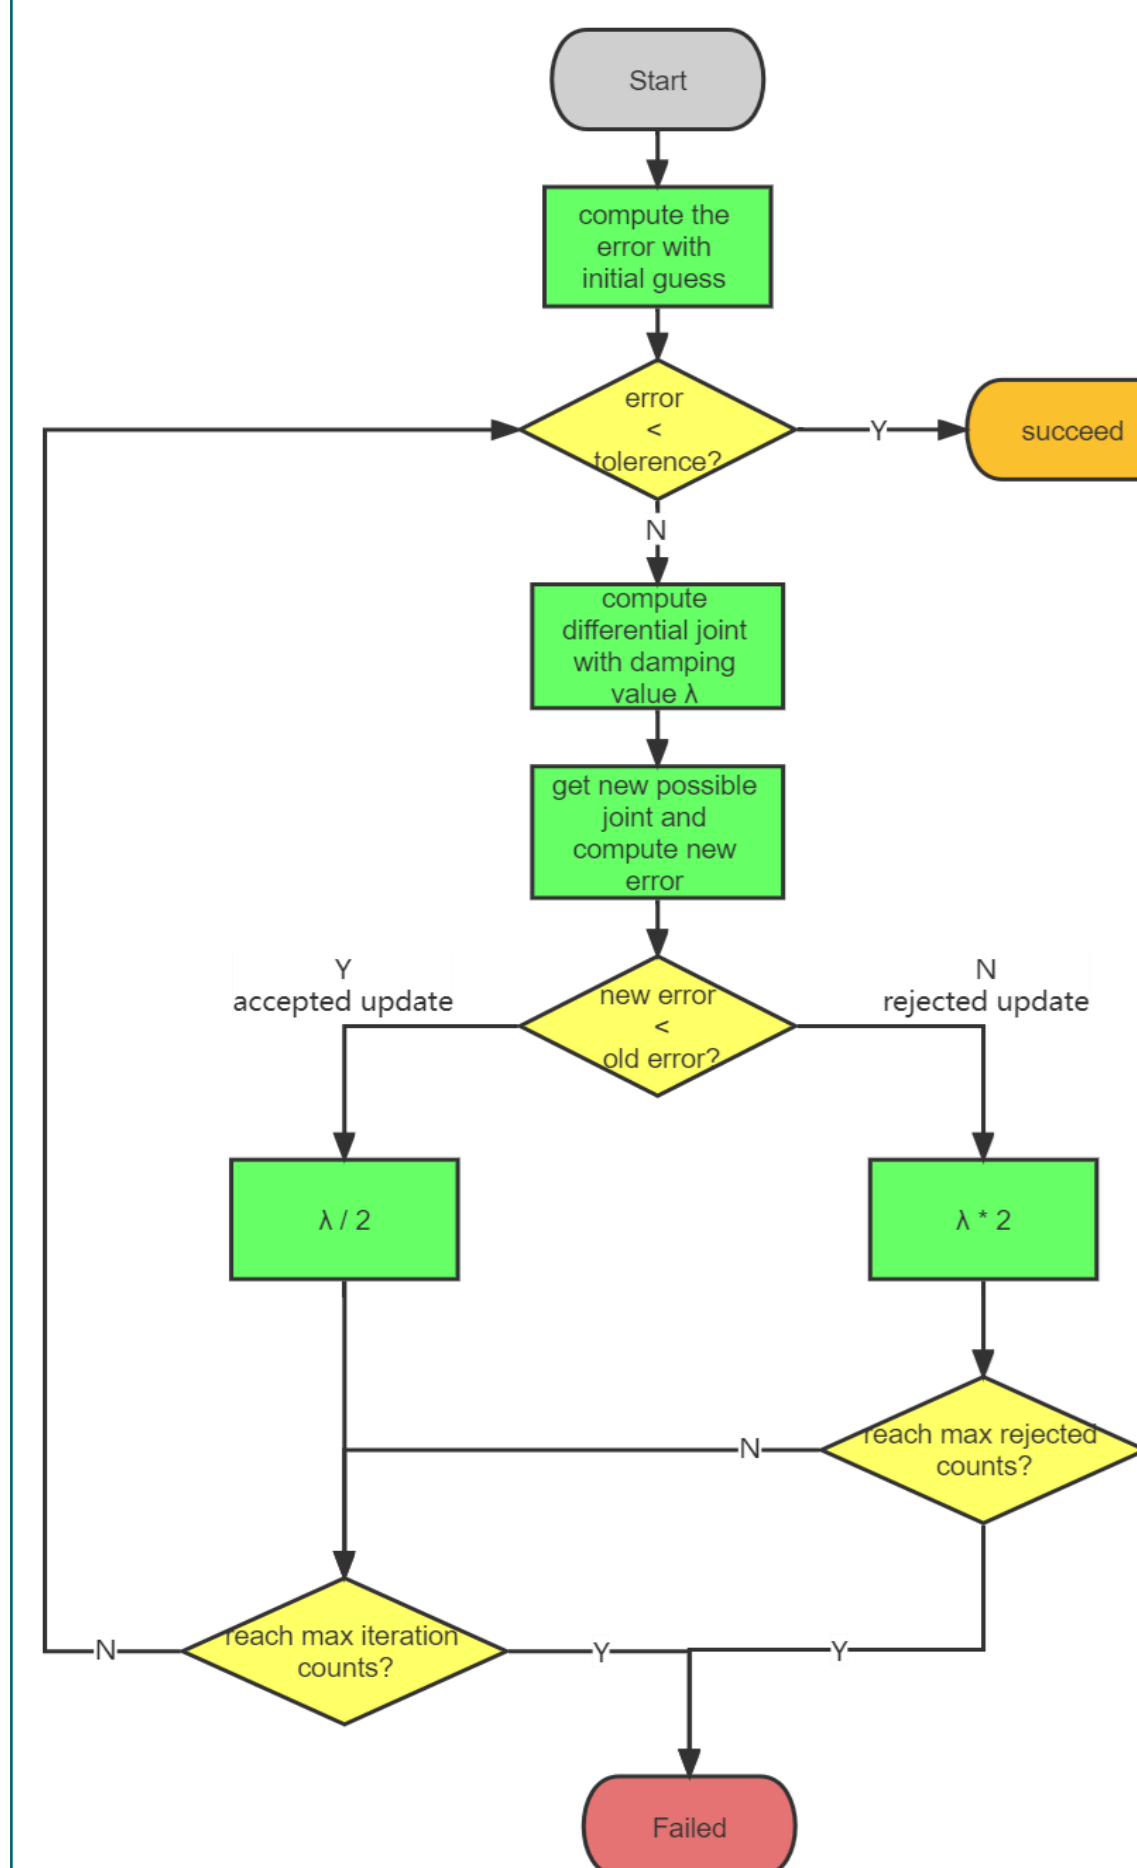 Start
compute the
error with
initial guess
error
<
tolerence?
Y
succeed
N
compute
differential joint
with damping
value λ
get new possible
joint and
compute new
error
Y
accepted update
new error
<
old error?
N
rejected update
λ / 2
λ * 2
reach max rejected
counts?
N
reach max iteration
counts?
N
Y
Y
Failed